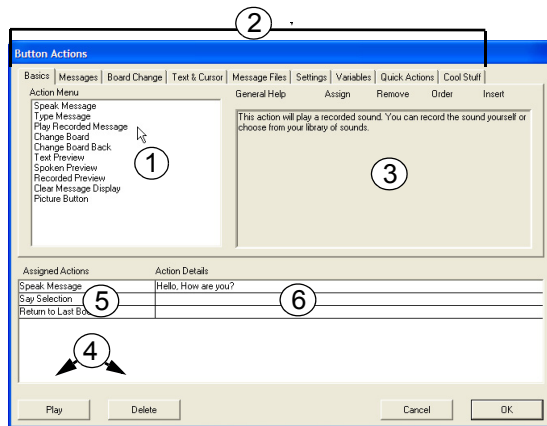 2
Button Actions
Basics Messages Board Change Text & Cursor Message Files Settings Variables Quick Actions Cool Stuff
Action Menu
General Help Assign Remove Order Insert
Speak Message
Type Message
Play Recorded Message
Change Board
Change Board Back
Text Preview
Spoken Preview
Recorded Preview
Clear Message Display
Picture Button
1
This action will play a recorded sound. You can record the sound yourself or
choose from your library of sounds.
3
Assigned Actions Action Details
Speak Message Hello, How are you?
Say Selection
Return to Last Bo
5
6
4
Play Delete Cancel OK